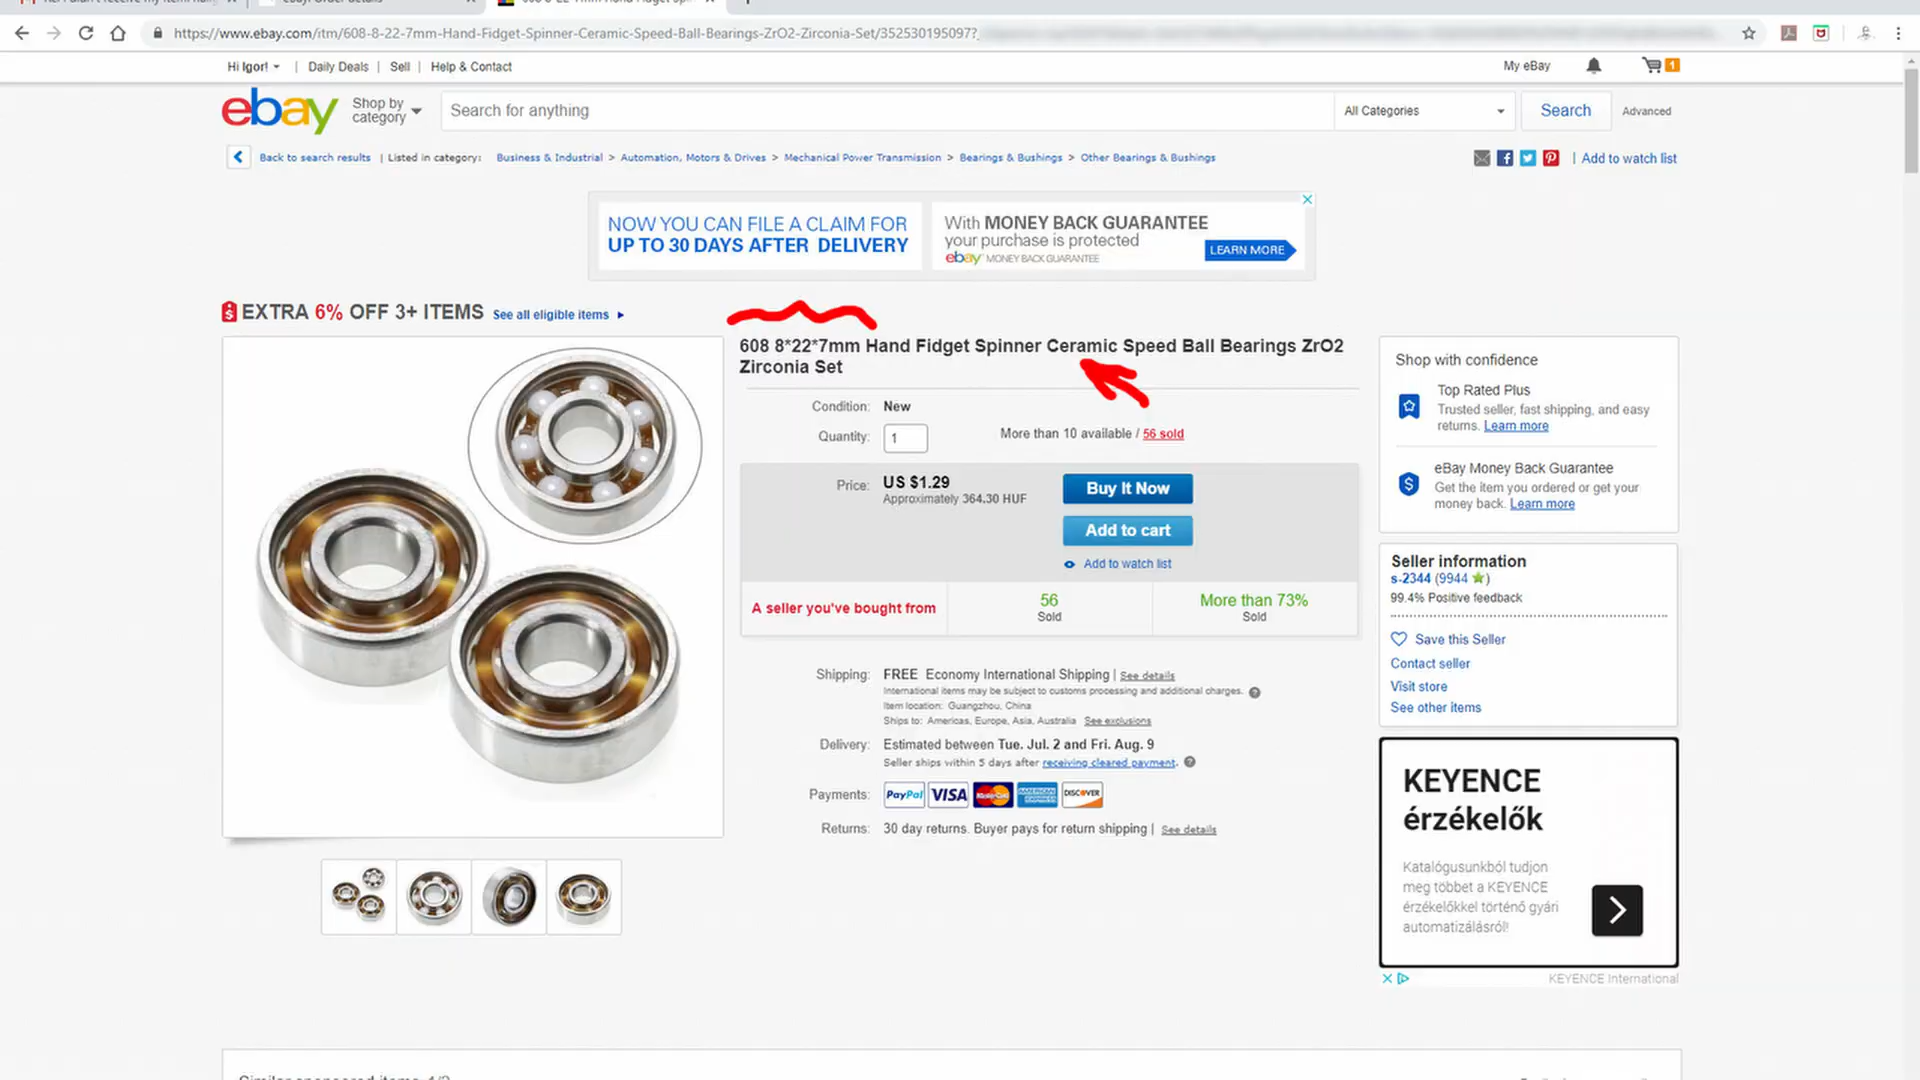 https://www.ebay.com/itm/608-8-22-7mm-Hand-Fidget-Spinner-Ceramic-Speed-Ball-Bearings-ZrO2-Zirconia-Set/352530195097?
Hi Igor! | Daily Deals | Sell | Help & Contact
My eBay
1
ebay
Shop by category
Search for anything
All Categories
Search
Advanced
Back to search results | Listed in category: Business & Industrial > Automation, Motors & Drives > Mechanical Power Transmission > Bearings & Bushings > Other Bearings & Bushings
| Add to watch list
NOW YOU CAN FILE A CLAIM FOR
UP TO 30 DAYS AFTER DELIVERY
With MONEY BACK GUARANTEE
your purchase is protected
ebay MONEY BACK GUARANTEE
LEARN MORE
EXTRA 6% OFF 3+ ITEMS See all eligible items
608 8*22*7mm Hand Fidget Spinner Ceramic Speed Ball Bearings ZrO2
Zirconia Set
Condition: New
Quantity: 1
More than 10 available / 56 sold
Price: US $1.29
Approximately 364.30 HUF
Buy It Now
Add to cart
Add to watch list
A seller you've bought from
56
Sold
More than 73%
Sold
Shipping: FREE Economy International Shipping | See details
International items may be subject to customs processing and additional charges.
Item location: Guangzhou, China
Ships to: Americas, Europe, Asia, Australia See exclusions
Delivery: Estimated between Tue. Jul. 2 and Fri. Aug. 9
Seller ships within 5 days after receiving cleared payment.
Payments: PayPal VISA MasterCard AMERICAN EXPRESS DISCOVER
Returns: 30 day returns. Buyer pays for return shipping | See details
Shop with confidence
Top Rated Plus
Trusted seller, fast shipping, and easy
returns. Learn more
eBay Money Back Guarantee
Get the item you ordered or get your
money back. Learn more
Seller information
s-2344 (9944)
99.4% Positive feedback
Save this Seller
Contact seller
Visit store
See other items
KEYENCE
érzékelők
Katalógusunkból tudjon
meg többet a KEYENCE
érzékelőkkel történő gyári
automatizálásról!
KEYENCE International